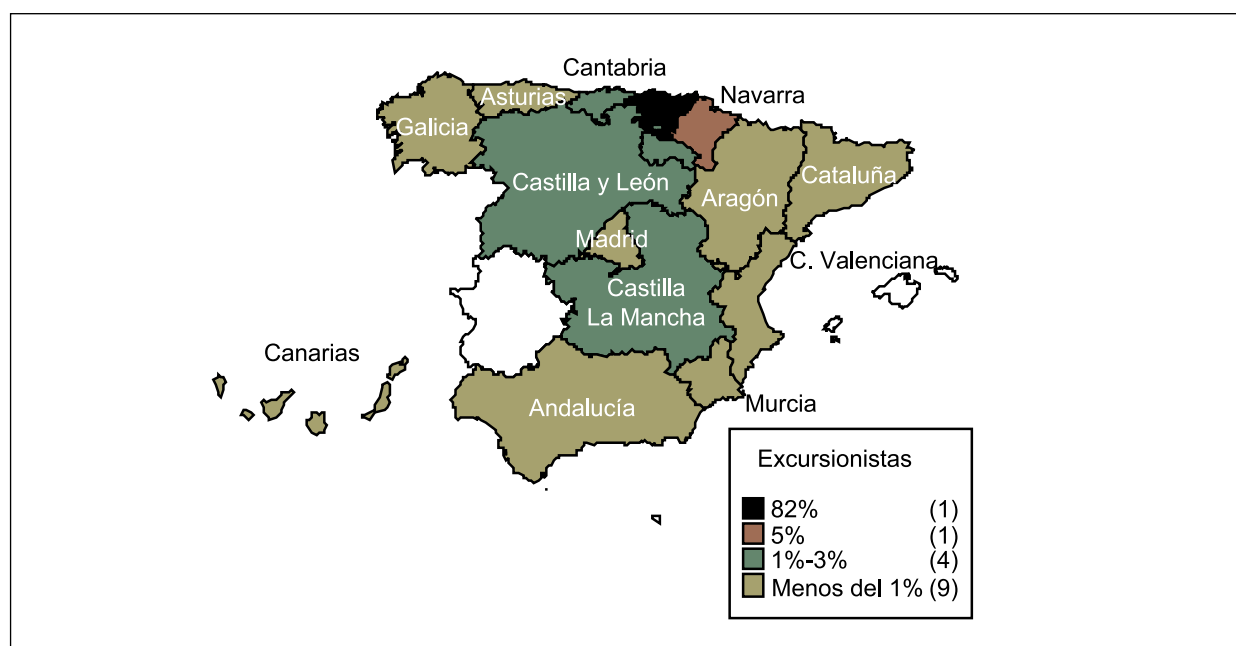 Cantabria
Asturias
Navarra
Galicia
Cataluña
Castilla y León
Aragón
Madrid
C. Valenciana
Castilla
La Mancha
Canarias
Andalucía
Murcia
Excursionistas
82% (1)
5% (1)
1%-3% (4)
Menos del 1% (9)